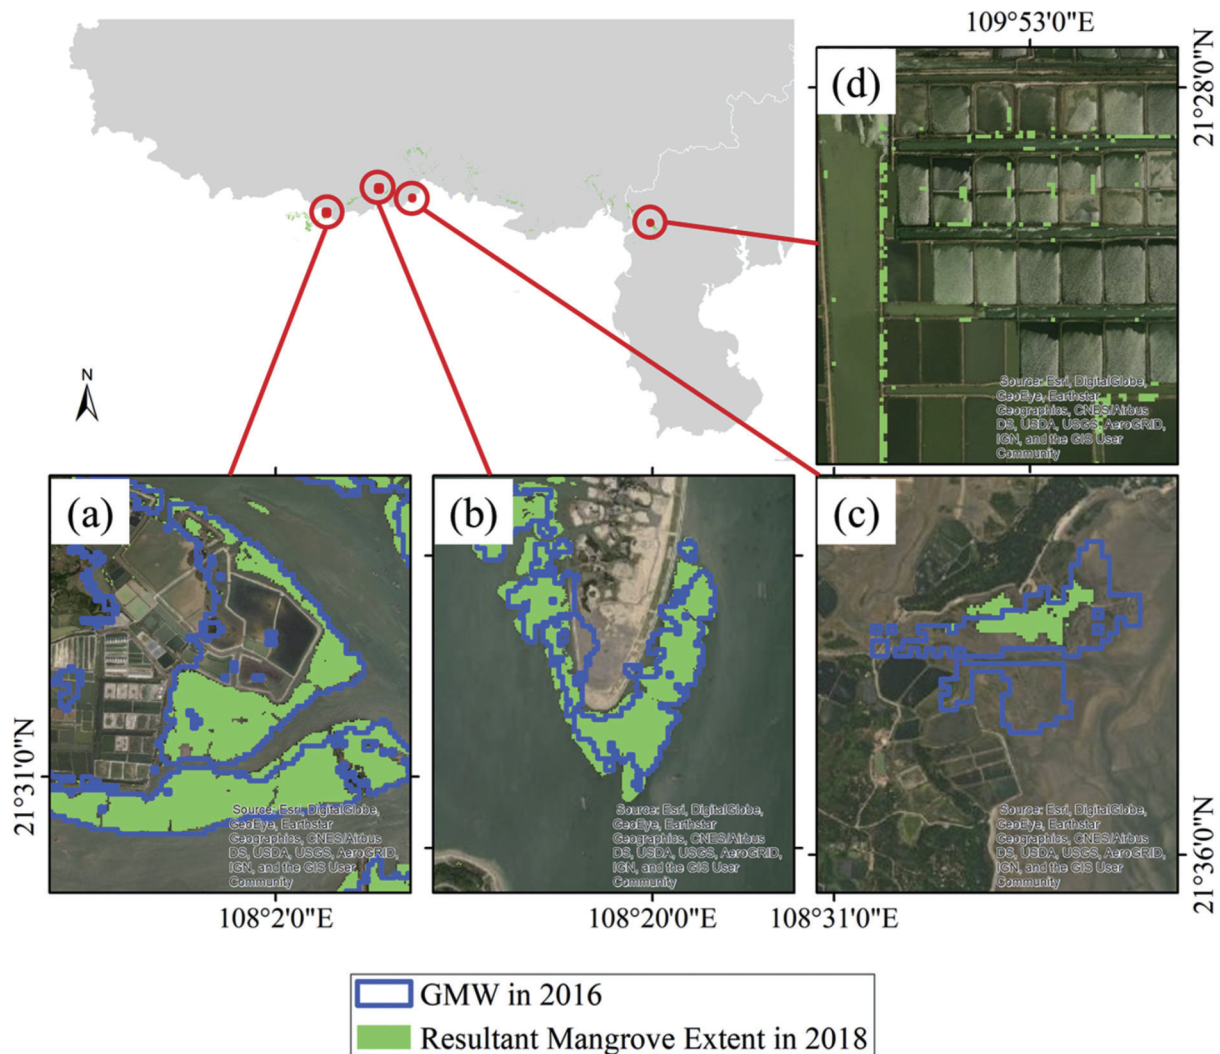 109°53'0"E
(d)
21°28'0"N
Source: Esri, DigitalGlobe,
GeoEye, Earthstar
Geographics, CNES/Airbus
DS, USDA, USGS, AeroGRID,
IGN, and the GIS User
Community
N
(a)
(b)
(c)
21°31'0"N
Source: Esri, DigitalGlobe,
GeoEye, Earthstar
Geographics, CNES/Airbus
DS, USDA, USGS, AeroGRID,
IGN, and the GIS User
Community
Source: Esri, DigitalGlobe,
GeoEye, Earthstar
Geographics, CNES/Airbus
DS, USDA, USGS, AeroGRID,
IGN, and the GIS User
Community
Source: Esri, DigitalGlobe,
GeoEye, Earthstar
Geographics, CNES/Airbus
DS, USDA, USGS, AeroGRID,
IGN, and the GIS User
Community
21°36'0"N
108°2'0"E
108°20'0"E
108°31'0"E
GMW in 2016
Resultant Mangrove Extent in 2018